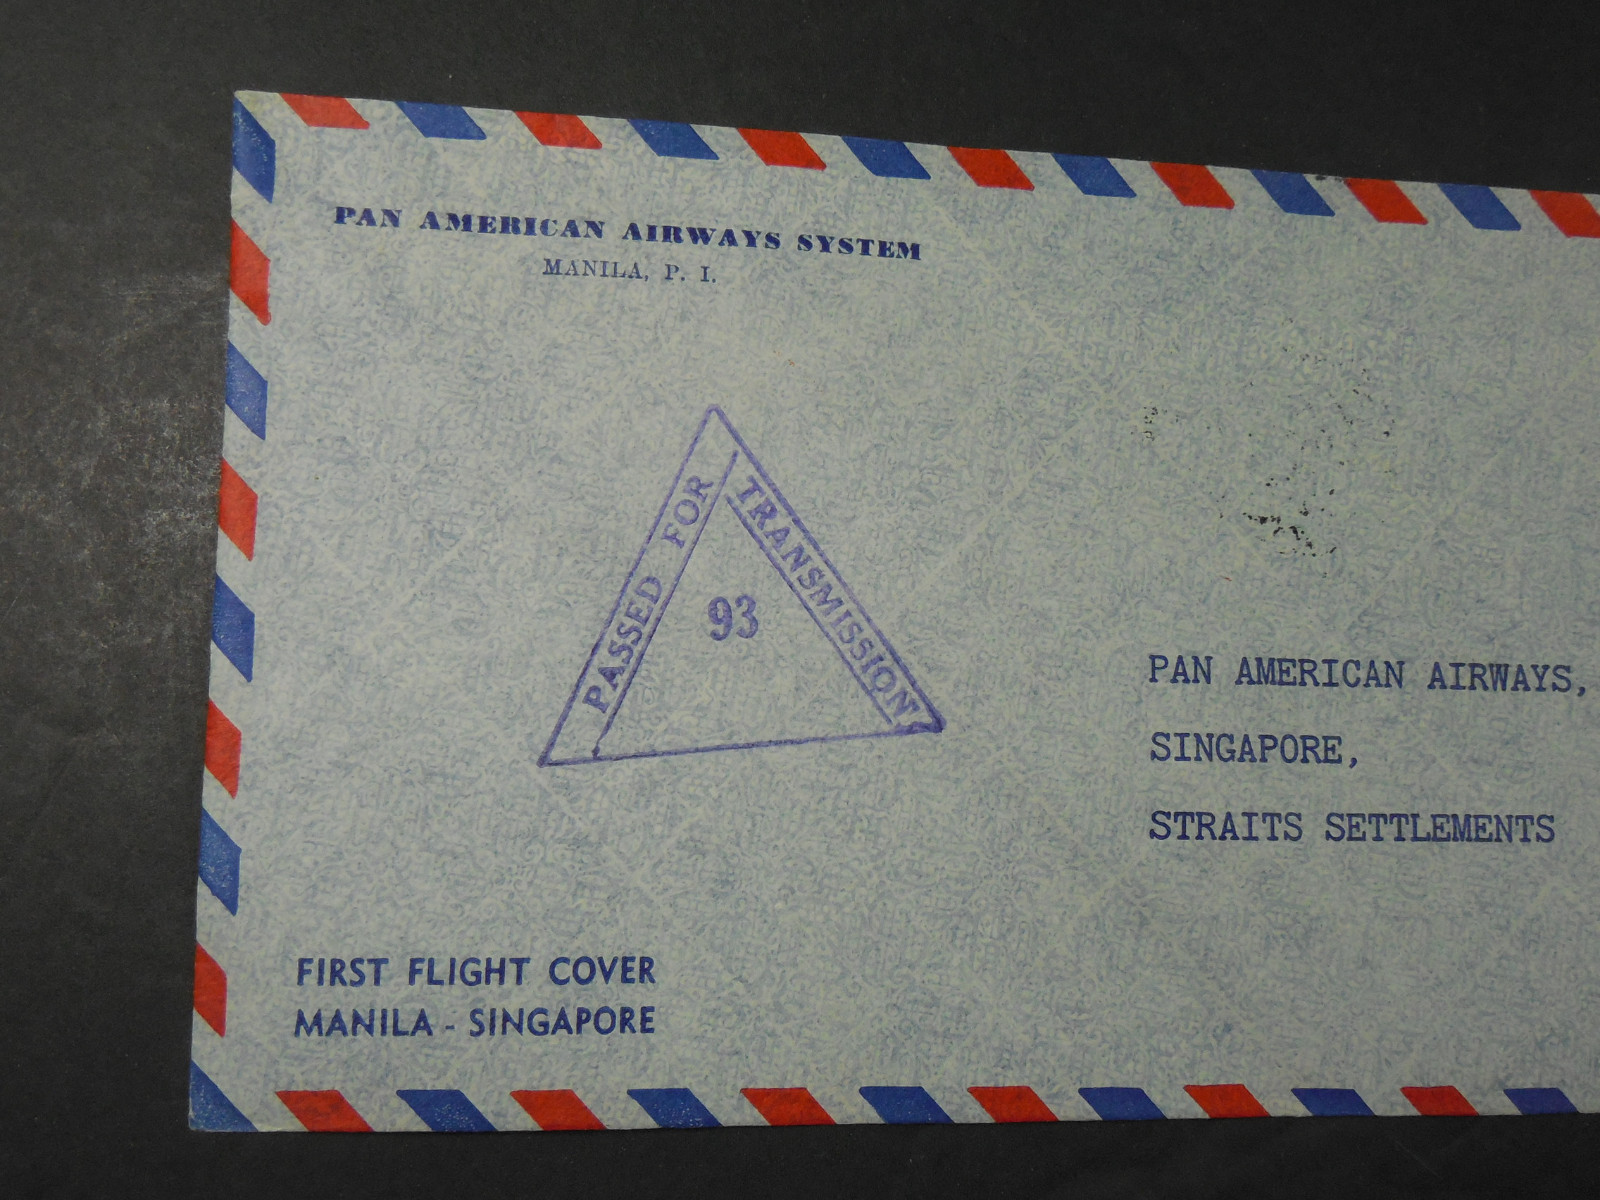 PAN AMERICAN AIRWAYS SYSTEM
MANILA, P. I.
PASSED FOR
TRANSMISSION
93
PAN AMERICAN AIRWAYS,
SINGAPORE,
STRAITS SETTLEMENTS
FIRST FLIGHT COVER
MANILA - SINGAPORE